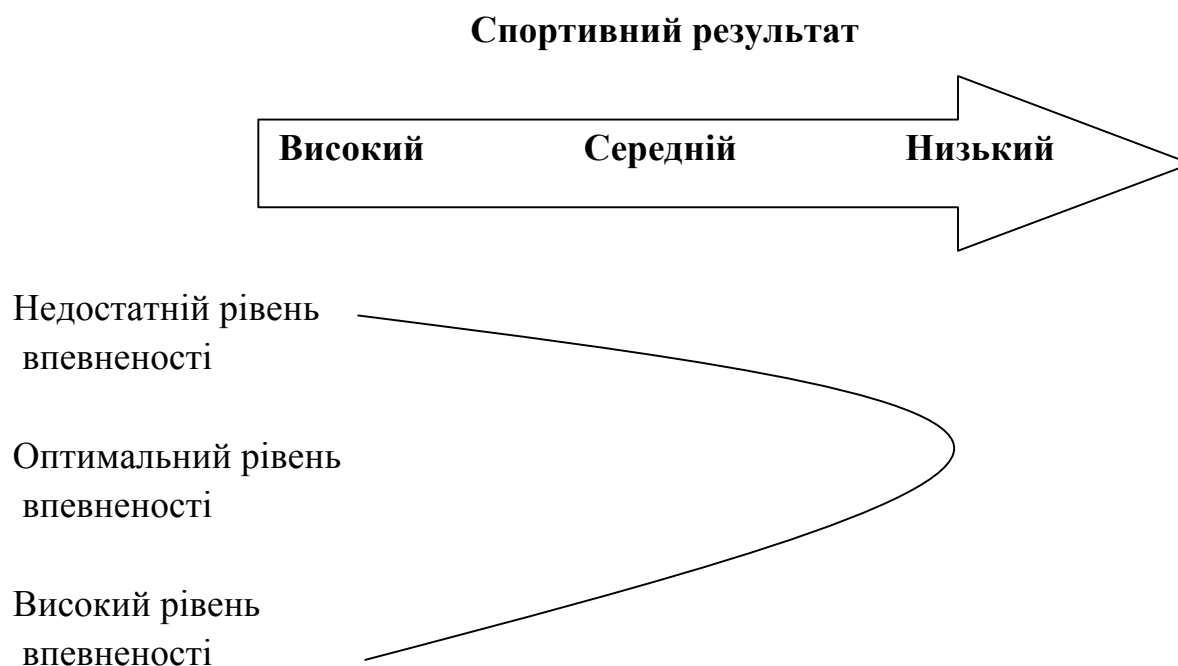 Спортивний результат
Високий Середній Низький
Недостатній рівень
впевненості
Оптимальний рівень
впевненості
Високий рівень
впевненості